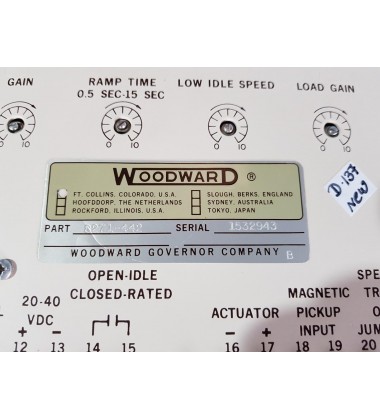 GAIN RAMP TIME LOW IDLE SPEED LOAD GAIN
0.5 SEC-15 SEC
0 10 0 10 0 10 0 10
WOODWARD ®
FT. COLLINS, COLORADO, U.S.A. SLOUGH, BERKS, ENGLAND
HOOFDDORP, THE NETHERLANDS SYDNEY, AUSTRALIA
ROCKFORD, ILLINOIS, U.S.A. TOKYO, JAPAN
D-137
NEW
PART 8271-442 SERIAL 1532943
WOODWARD GOVERNOR COMPANY B
OPEN-IDLE
CLOSED-RATED
20-40
VDC
+ -
12 13 14 15
ACTUATOR
- +
16 17
MAGNETIC
PICKUP
INPUT
18 19 20